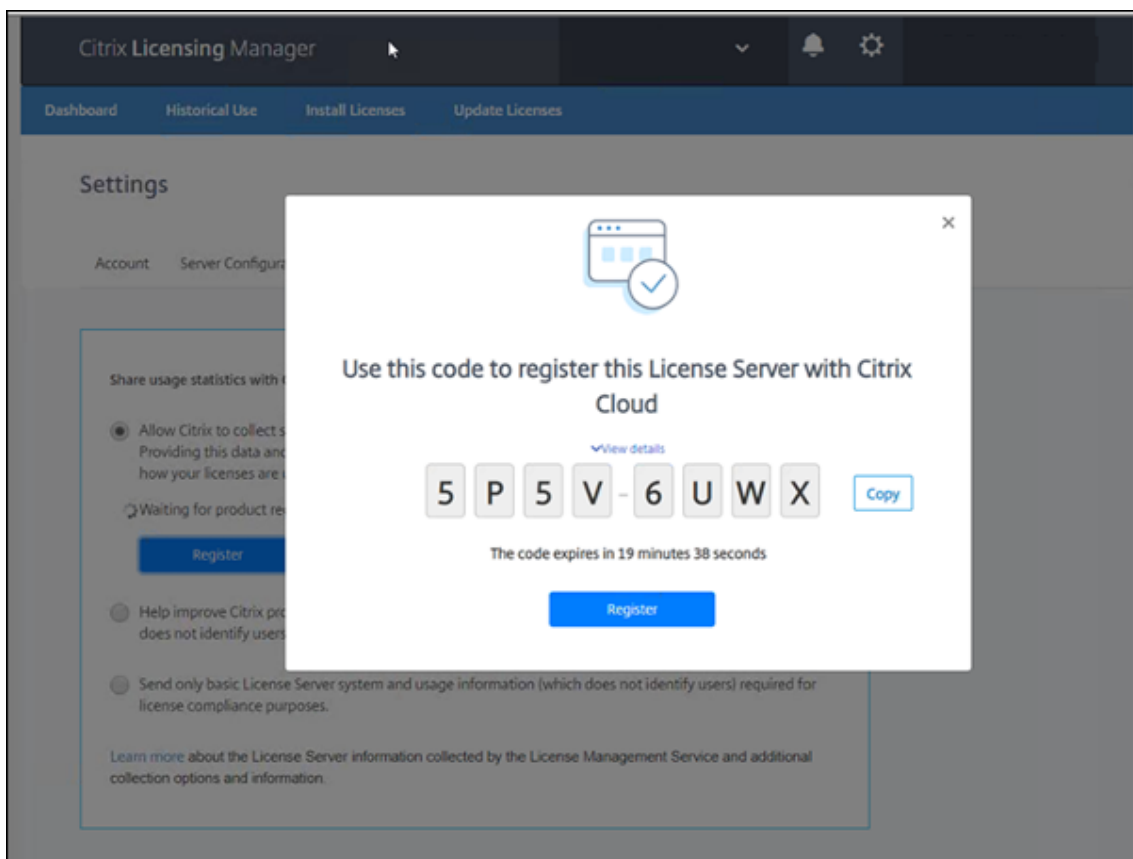 Citrix Licensing Manager
Dashboard Historical Use Install Licenses Update Licenses
Settings
Account Server
Share usage statistics with
Allow Citrix to collect
Providing this data and
how your licenses are
Waiting for product
Register
Help improve Citrix
does not identify users
Send only basic License Server system and usage information (which does not identify users) required for
license compliance purposes.
Learn more about the License Server information collected by the License Management Service and additional
collection options and information.
Use this code to register this License Server with Citrix
Cloud
View details
5 P 5 V - 6 U W X
Copy
The code expires in 19 minutes 38 seconds
Register